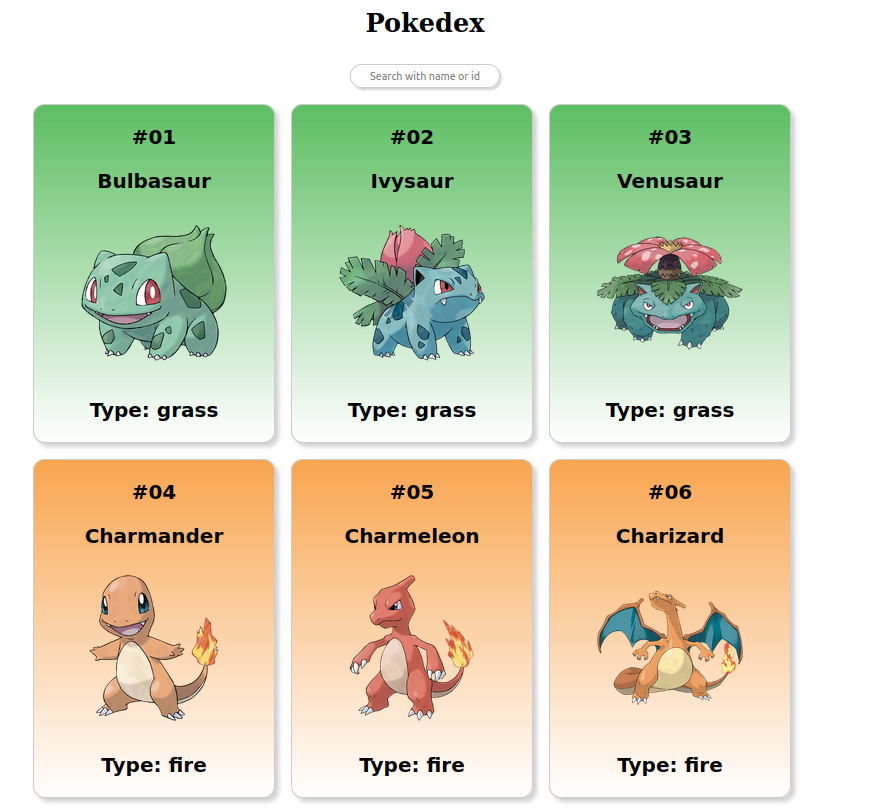 Pokedex
Search with name or id
#01
Bulbasaur
Type: grass
#02
Ivysaur
Type: grass
#03
Venusaur
Type: grass
#04
Charmander
Type: fire
#05
Charmeleon
Type: fire
#06
Charizard
Type: fire